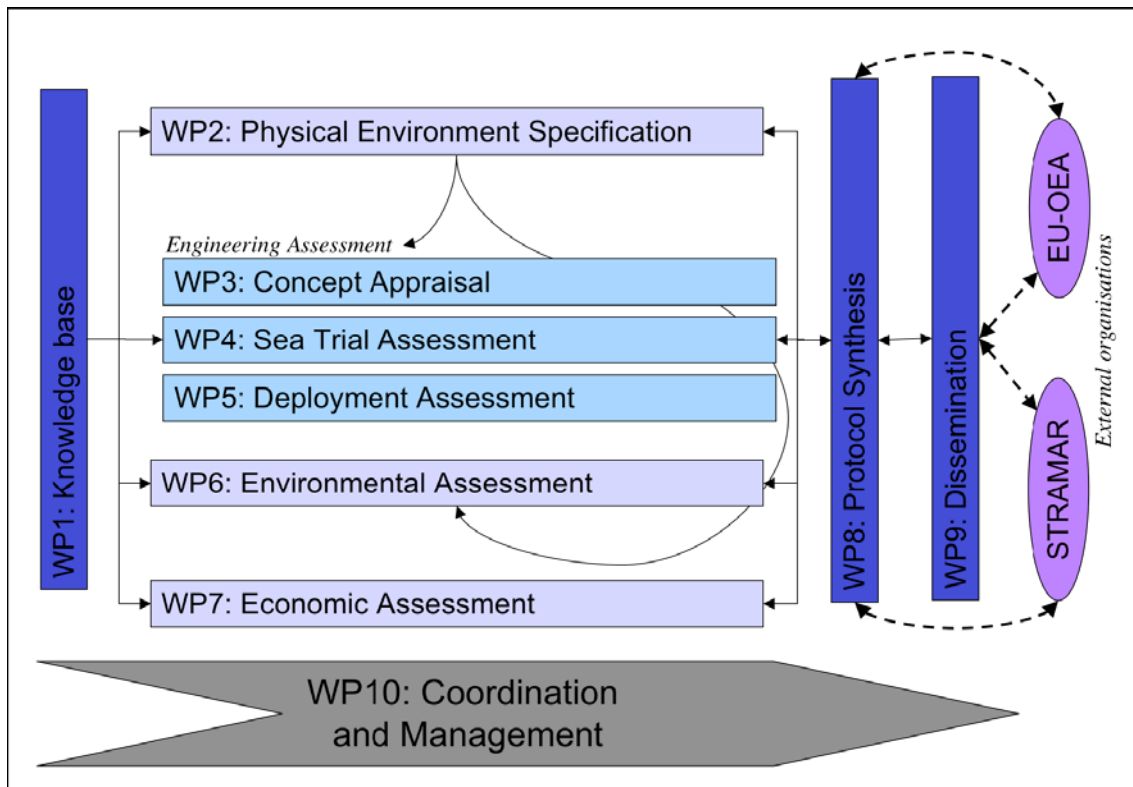 WP1: Knowledge base
WP2: Physical Environment Specification
Engineering Assessment
WP3: Concept Appraisal
WP4: Sea Trial Assessment
WP5: Deployment Assessment
WP6: Environmental Assessment
WP7: Economic Assessment
WP8: Protocol Synthesis
WP9: Dissemination
EU-OEA
STRAMAR
External organisations
WP10: Coordination
and Management